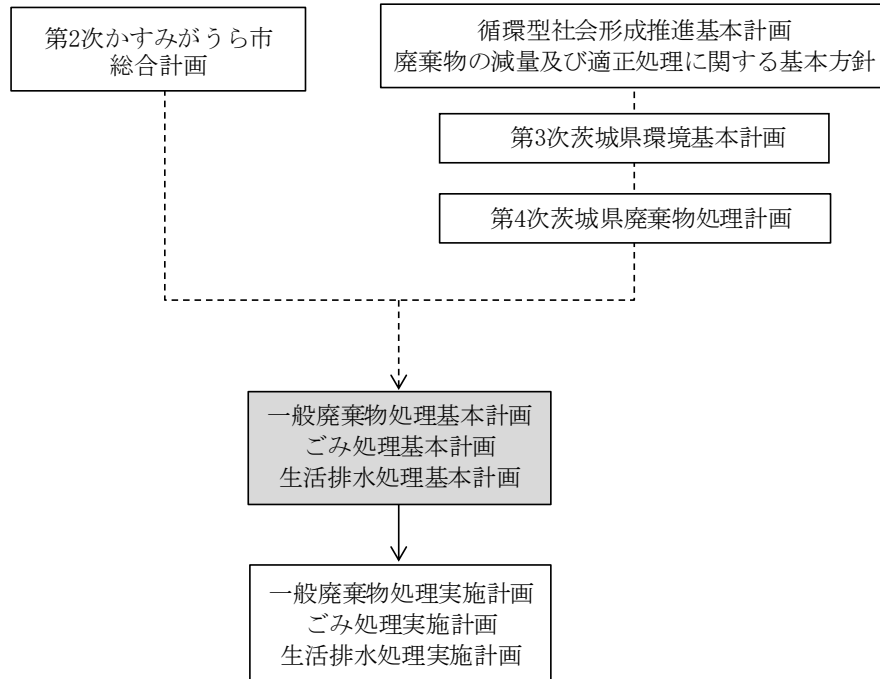 第2次かすみがうら市
総合計画
循環型社会形成推進基本計画
廃棄物の減量及び適正処理に関する基本方針
第3次茨城県環境基本計画
第4次茨城県廃棄物処理計画
一般廃棄物処理基本計画
ごみ処理基本計画
生活排水処理基本計画
一般廃棄物処理実施計画
ごみ処理実施計画
生活排水処理実施計画